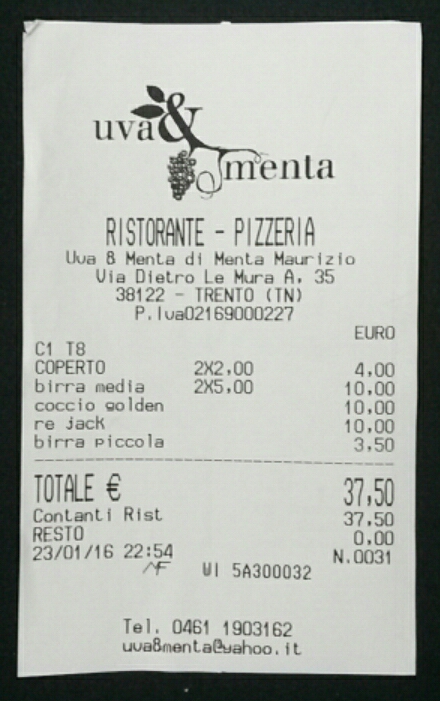 uva&menta
RISTORANTE - PIZZERIA
Uva & Menta di Menta Maurizio
Via Dietro Le Mura A. 35
38122 - TRENTO (TN)
P.Iva02169000227
EURO
C1 T8
COPERTO 2X2,00 4,00
birra media 2X5,00 10,00
coccio golden 10,00
re jack 10,00
birra piccola 3,50
TOTALE € 37,50
Contanti Rist 37,50
RESTO 0,00
23/01/16 22:54 N.0031
MF WI 5A300032
Tel. 0461 1903162
uva&menta@yahoo.it